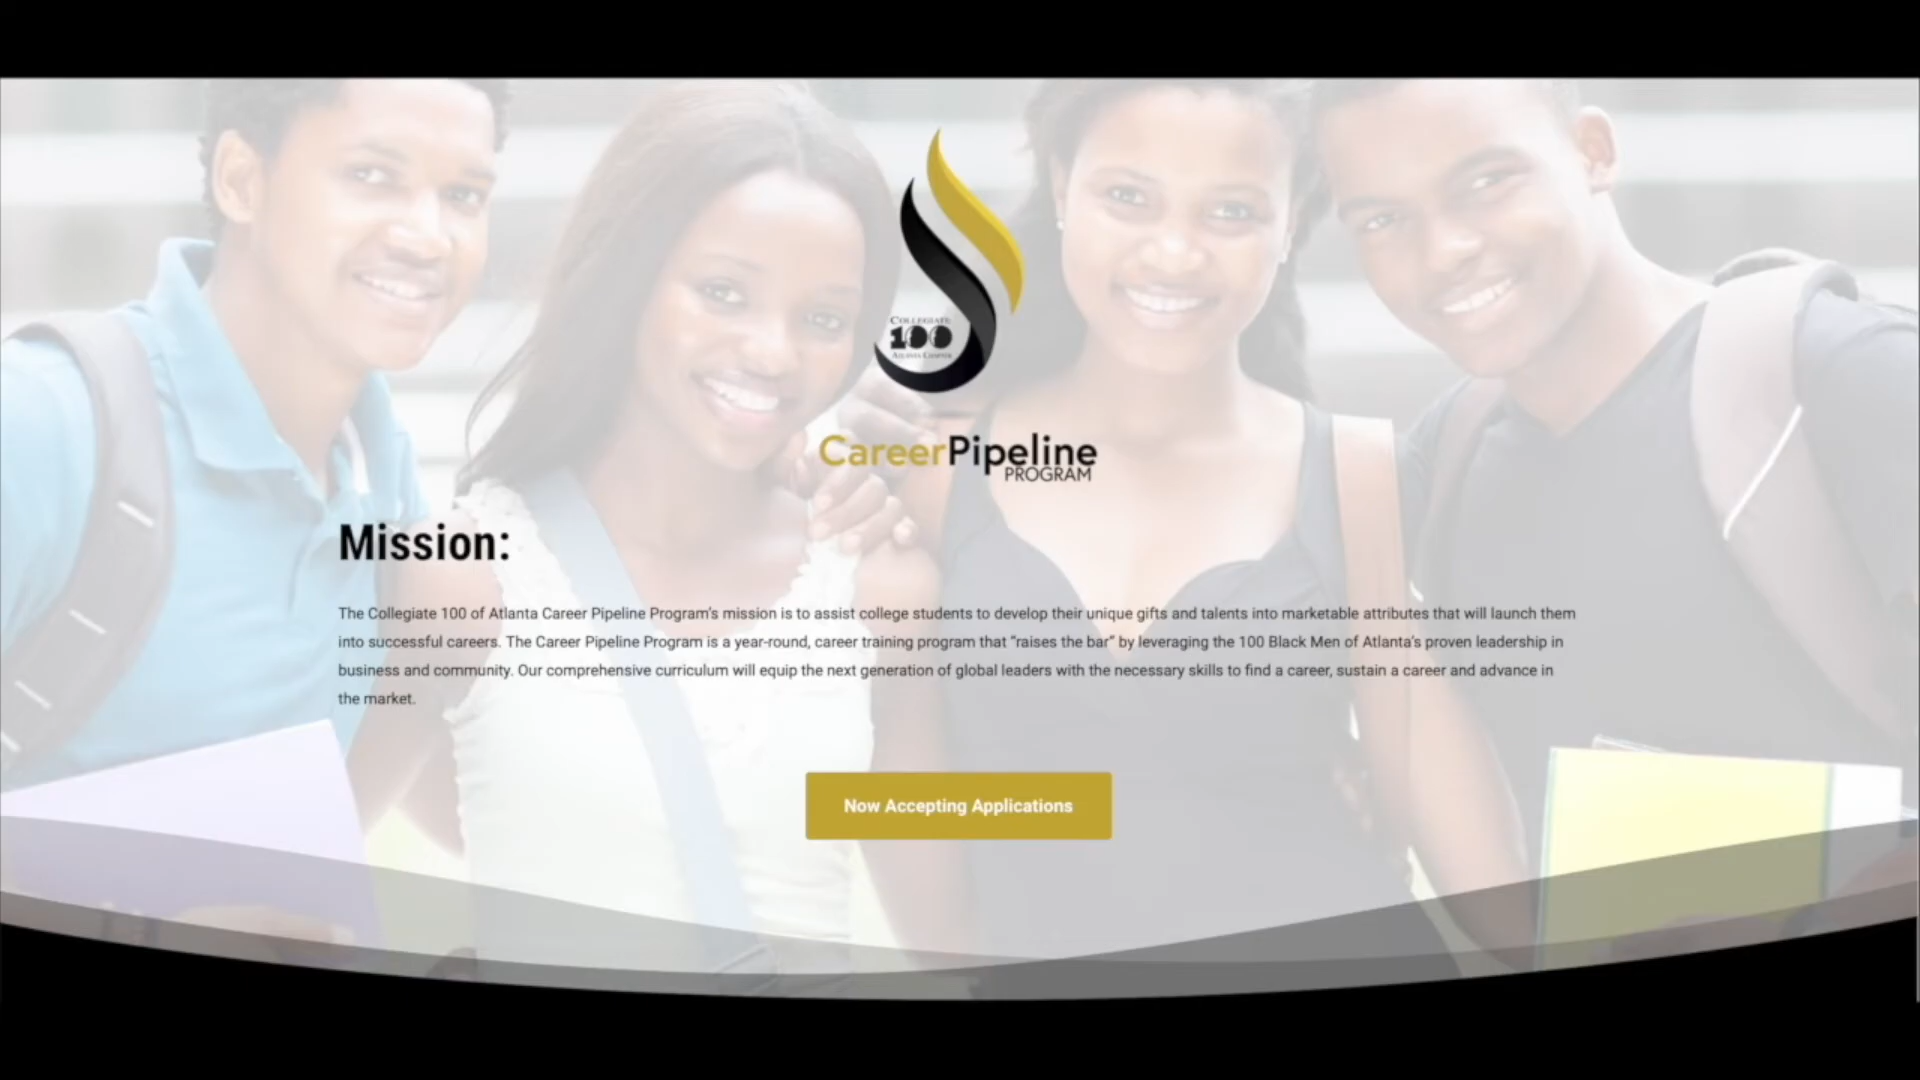 COLLEGIATE
100
ATLANTA CHAPTER
CareerPipeline
PROGRAM
Mission:
The Collegiate 100 of Atlanta Career Pipeline Program's mission is to assist college students to develop their unique gifts and talents into marketable attributes that will launch them
into successful careers. The Career Pipeline Program is a year-round, career training program that “raises the bar” by leveraging the 100 Black Men of Atlanta's proven leadership in
business and community. Our comprehensive curriculum will equip the next generation of global leaders with the necessary skills to find a career, sustain a career and advance in
the market.
Now Accepting Applications